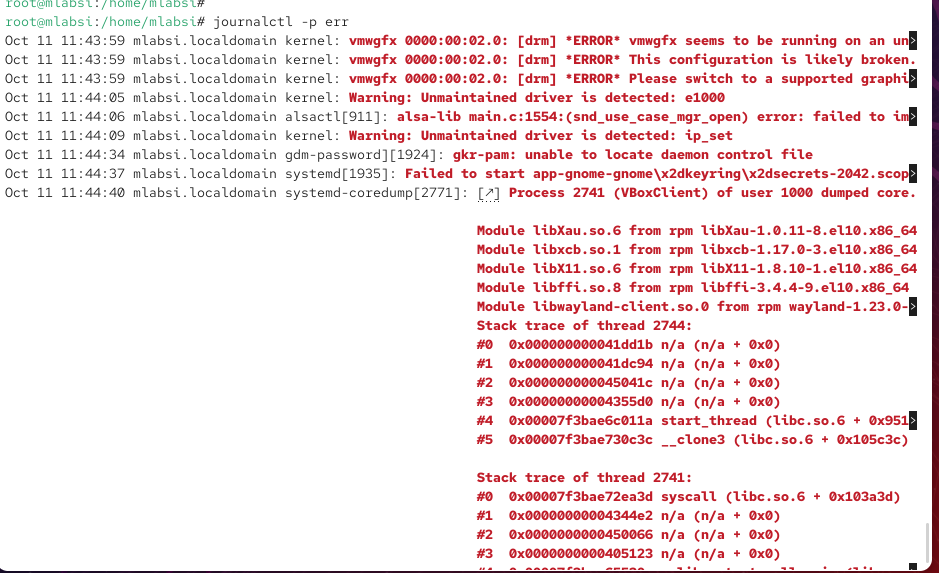 root@mlabsi:/home/mlabsi#
root@mlabsi:/home/mlabsi# journalctl -p err
Oct 11 11:43:59 mlabsi.localdomain kernel: vmwgfx 0000:00:02.0: [drm] *ERROR* vmwgfx seems to be running on an un>
Oct 11 11:43:59 mlabsi.localdomain kernel: vmwgfx 0000:00:02.0: [drm] *ERROR* This configuration is likely broken.
Oct 11 11:43:59 mlabsi.localdomain kernel: vmwgfx 0000:00:02.0: [drm] *ERROR* Please switch to a supported graphi>
Oct 11 11:44:05 mlabsi.localdomain kernel: Warning: Unmaintained driver is detected: e1000
Oct 11 11:44:06 mlabsi.localdomain alsactl[911]: alsa-lib main.c:1554:(snd_use_case_mgr_open) error: failed to im>
Oct 11 11:44:09 mlabsi.localdomain kernel: Warning: Unmaintained driver is detected: ip_set
Oct 11 11:44:34 mlabsi.localdomain gdm-password][1924]: gkr-pam: unable to locate daemon control file
Oct 11 11:44:37 mlabsi.localdomain systemd[1935]: Failed to start app-gnome-gnome\x2dkeyring\x2dsecrets-2042.scop>
Oct 11 11:44:40 mlabsi.localdomain systemd-coredump[2771]: [↗] Process 2741 (VBoxClient) of user 1000 dumped core.
Module libXau.so.6 from rpm libXau-1.0.11-8.el10.x86_64
Module libxcb.so.1 from rpm libxcb-1.17.0-3.el10.x86_64
Module libX11.so.6 from rpm libX11-1.8.10-1.el10.x86_64
Module libffi.so.8 from rpm libffi-3.4.4-9.el10.x86_64
Module libwayland-client.so.0 from rpm wayland-1.23.0->
Stack trace of thread 2744:
#0 0x000000000041dd1b n/a (n/a + 0x0)
#1 0x000000000041dc94 n/a (n/a + 0x0)
#2 0x000000000045041c n/a (n/a + 0x0)
#3 0x00000000004355d0 n/a (n/a + 0x0)
#4 0x00007f3bae6c011a start_thread (libc.so.6 + 0x951>
#5 0x00007f3bae730c3c __clone3 (libc.so.6 + 0x105c3c)
Stack trace of thread 2741:
#0 0x00007f3bae72ea3d syscall (libc.so.6 + 0x103a3d)
#1 0x00000000004344e2 n/a (n/a + 0x0)
#2 0x0000000000450066 n/a (n/a + 0x0)
#3 0x0000000000405123 n/a (n/a + 0x0)